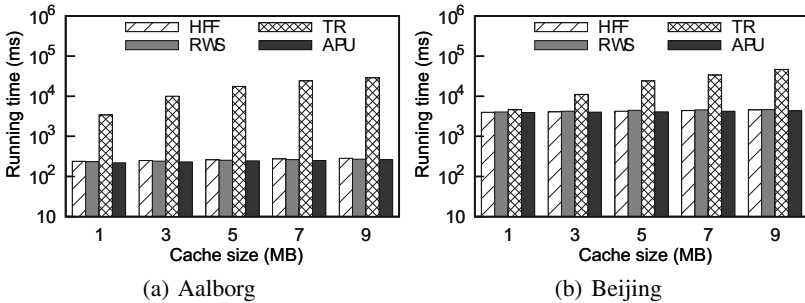 Running time (ms)
10^6
10^5
10^4
10^3
10^2
10
HFF
TR
RWS
APU
1 3 5 7 9
Cache size (MB)
(a) Aalborg
Running time (ms)
10^6
10^5
10^4
10^3
10^2
10
HFF
TR
RWS
APU
1 3 5 7 9
Cache size (MB)
(b) Beijing